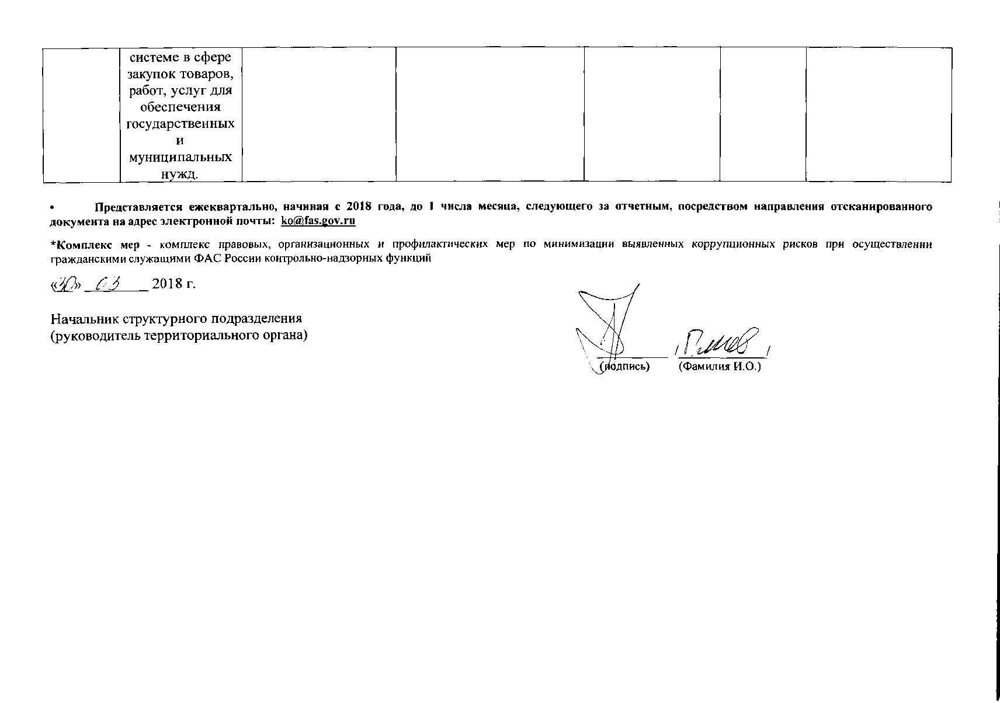 системе в сфере
закупок товаров,
работ, услуг для
обеспечения
государственных
и
муниципальных
нужд.
• Представляется ежеквартально, начиная с 2018 года, до 1 числа месяца, следующего за отчетным, посредством направления отсканированного
документа на адрес электронной почты: ko@fas.gov.ru
*Комплекс мер - комплекс правовых, организационных и профилактических мер по минимизации выявленных коррупционных рисков при осуществлении
гражданскими служащими ФАС России контрольно-надзорных функций
«30» 03 2018 г.
Начальник структурного подразделения
(руководитель территориального органа)
(подпись) (Фамилия И.О.)